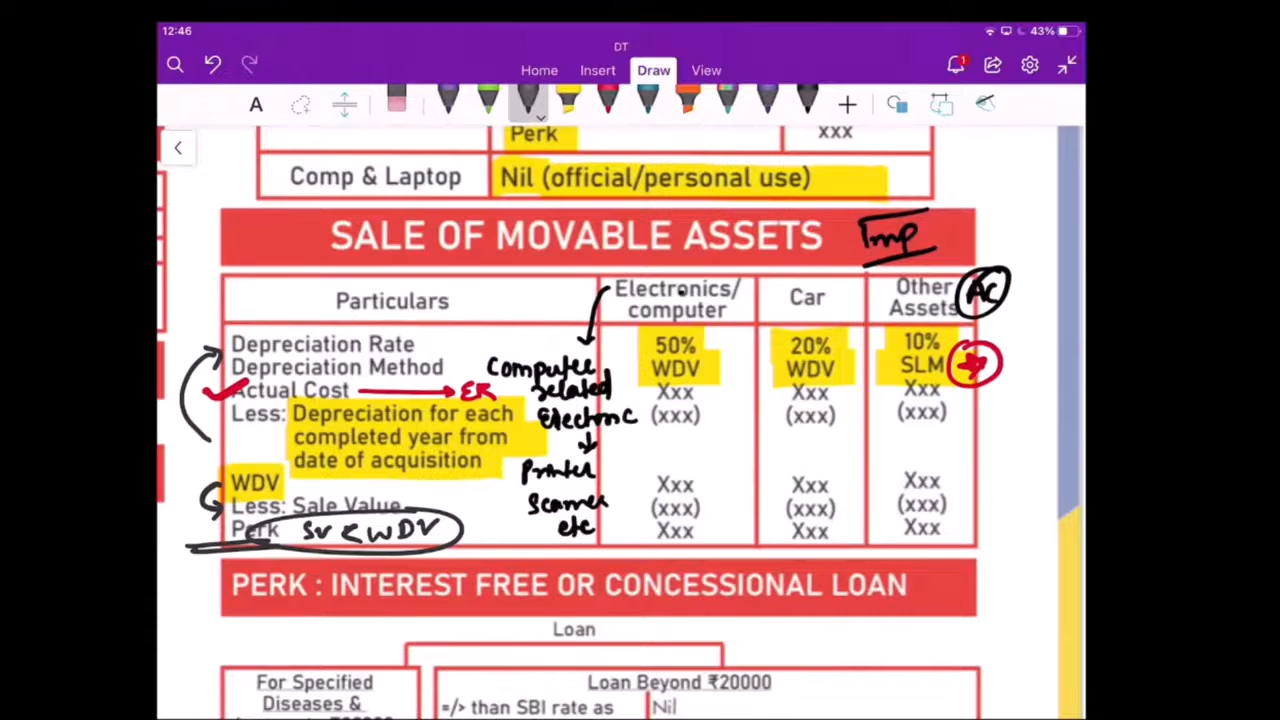 12:46
43%
DT
Home Insert Draw View
1
A
Perk xxx
Comp & Laptop Nil (official/personal use)
SALE OF MOVABLE ASSETS Imp
Particulars Electronics/ computer Car Other Assets AC
Depreciation Rate 50% 20% 10%
Depreciation Method WDV WDV SLM
Actual Cost ER Xxx Xxx Xxx
Less: Depreciation for each (xxx) (xxx) (xxx)
completed year from
date of acquisition
Computer
related
Electronic
Printer
Scanner
etc
WDV Xxx Xxx Xxx
Less: Sale Value (xxx) (xxx) (xxx)
Perk SV < WDV Xxx Xxx Xxx
PERK : INTEREST FREE OR CONCESSIONAL LOAN
Loan
For Specified Loan Beyond ₹20000
Diseases &
=/> than SBI rate as Nil